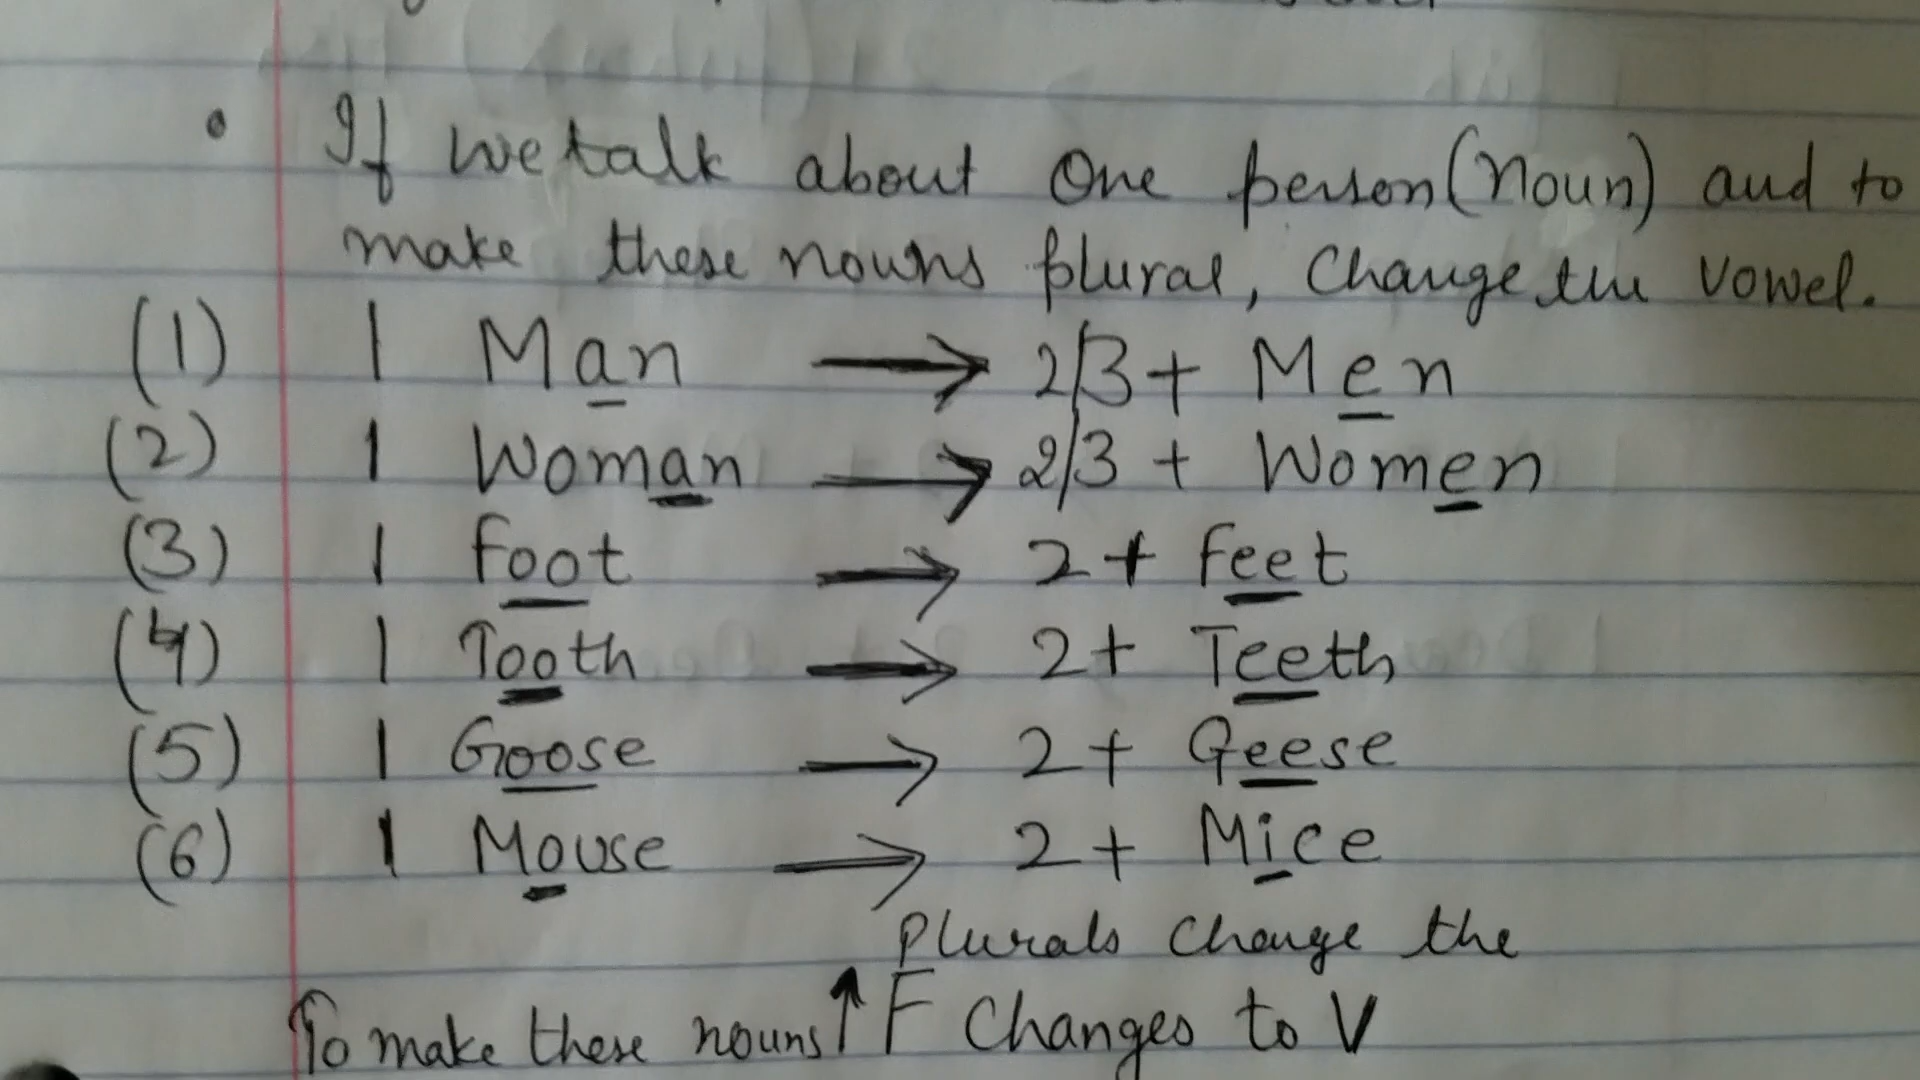 • If we talk about One person (Noun) and to
make these nouns plural, Change the Vowel.
(1) 1 Man → 2/3 + Men
(2) 1 Woman → 2/3 + Women
(3) 1 Foot → 2 + Feet
(4) 1 Tooth → 2 + Teeth
(5) 1 Goose → 2 + Geese
(6) 1 Mouse → 2 + Mice
Plurals Change the
To make these nouns ↑ F Changes to V